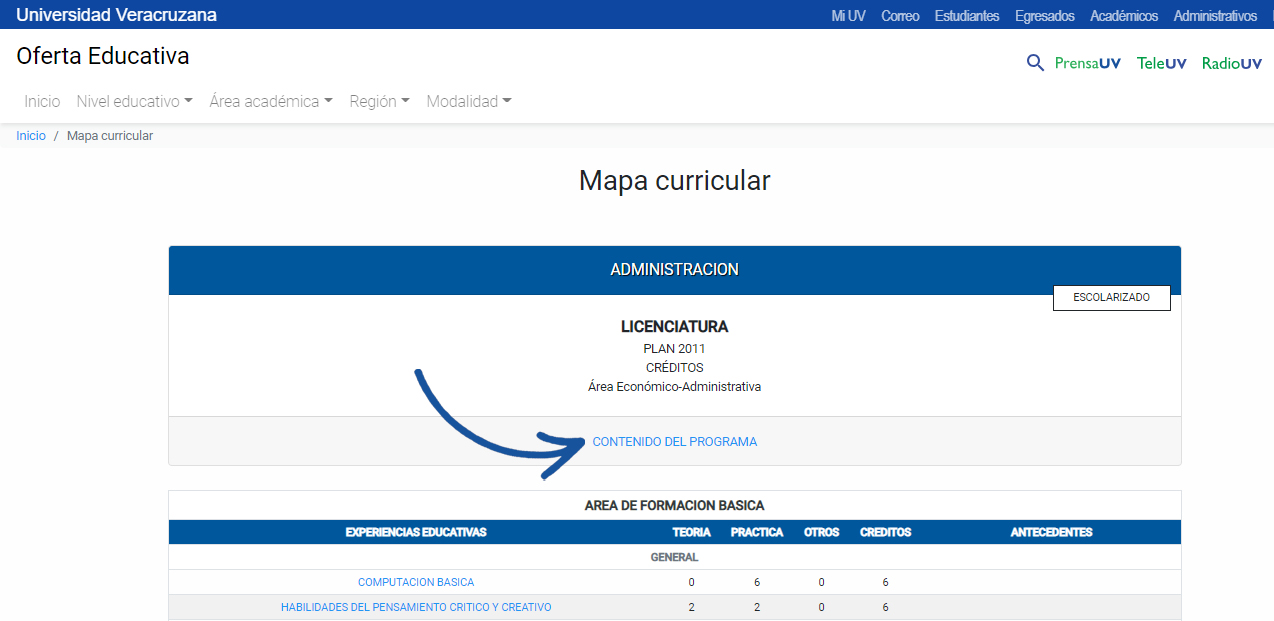 Universidad Veracruzana
Mi UV Correo Estudiantes Egresados Académicos Administrativos
Oferta Educativa
PrensaUV TeleUV RadioUV
Inicio Nivel educativo Área académica Región Modalidad
Inicio / Mapa curricular
Mapa curricular
ADMINISTRACION
ESCOLARIZADO
LICENCIATURA
PLAN 2011
CRÉDITOS
Área Económico-Administrativa
CONTENIDO DEL PROGRAMA
AREA DE FORMACION BASICA
EXPERIENCIAS EDUCATIVAS TEORIA PRACTICA OTROS CREDITOS ANTECEDENTES
GENERAL
COMPUTACION BASICA 0 6 0 6
HABILIDADES DEL PENSAMIENTO CRITICO Y CREATIVO 2 2 0 6